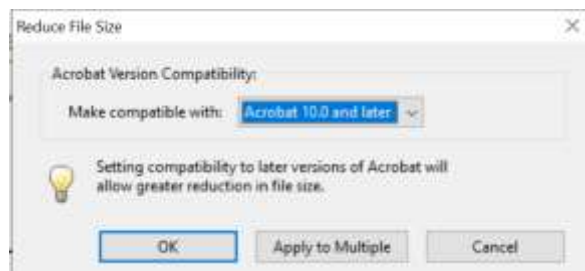 Reduce File Size
Acrobat Version Compatibility:
Make compatible with: Acrobat 10.0 and later
Setting compatibility to later versions of Acrobat will
allow greater reduction in file size.
OK Apply to Multiple Cancel